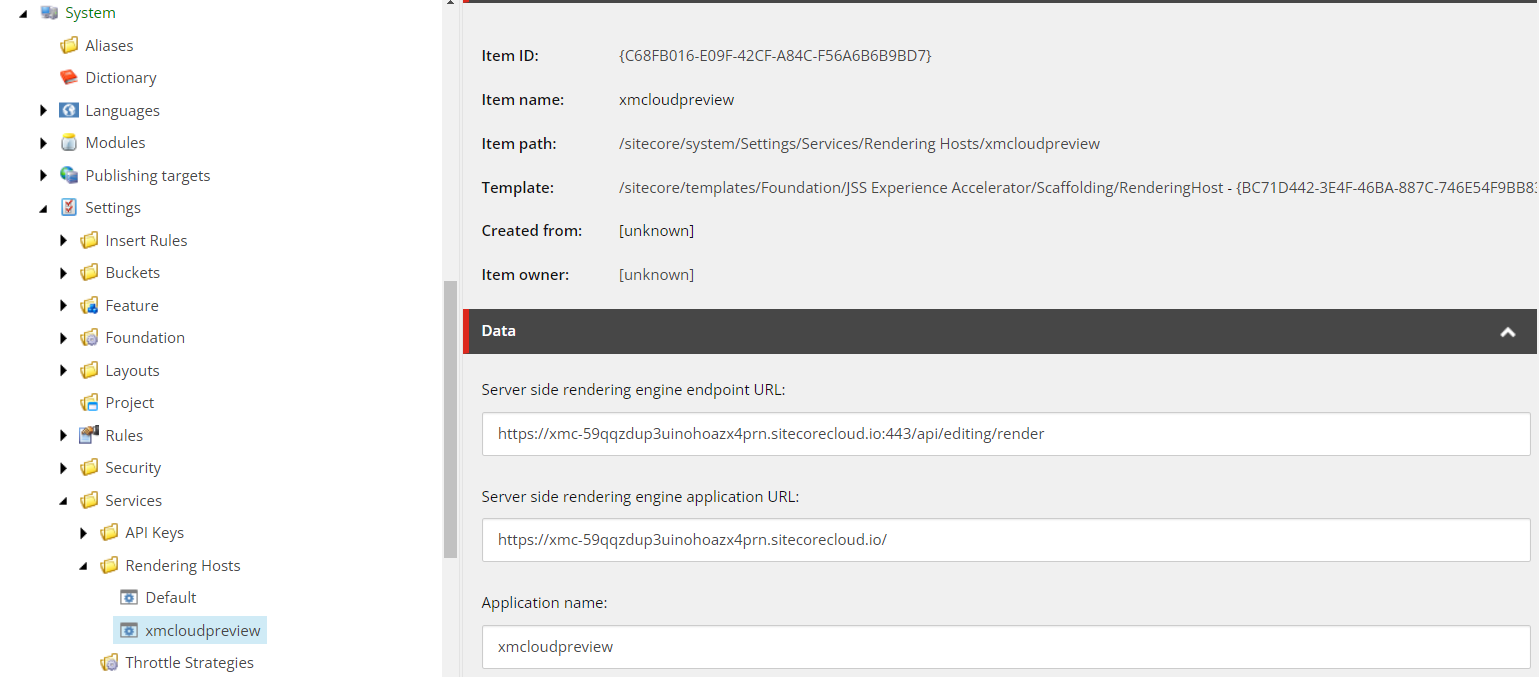 System
Aliases
Dictionary
Languages
Modules
Publishing targets
Settings
Insert Rules
Buckets
Feature
Foundation
Layouts
Project
Rules
Security
Services
API Keys
Rendering Hosts
Default
xmcloudpreview
Throttle Strategies
Item ID: {C68FB016-E09F-42CF-A84C-F56A6B6B9BD7}
Item name: xmcloudpreview
Item path: /sitecore/system/Settings/Services/Rendering Hosts/xmcloudpreview
Template: /sitecore/templates/Foundation/JSS Experience Accelerator/Scaffolding/RenderingHost - {BC71D442-3E4F-46BA-887C-746E54F9BB8
Created from: [unknown]
Item owner: [unknown]
Data
Server side rendering engine endpoint URL:
https://xmc-59qqzdup3uinohoazx4prn.sitecorecloud.io:443/api/editing/render
Server side rendering engine application URL:
https://xmc-59qqzdup3uinohoazx4prn.sitecorecloud.io/
Application name:
xmcloudpreview